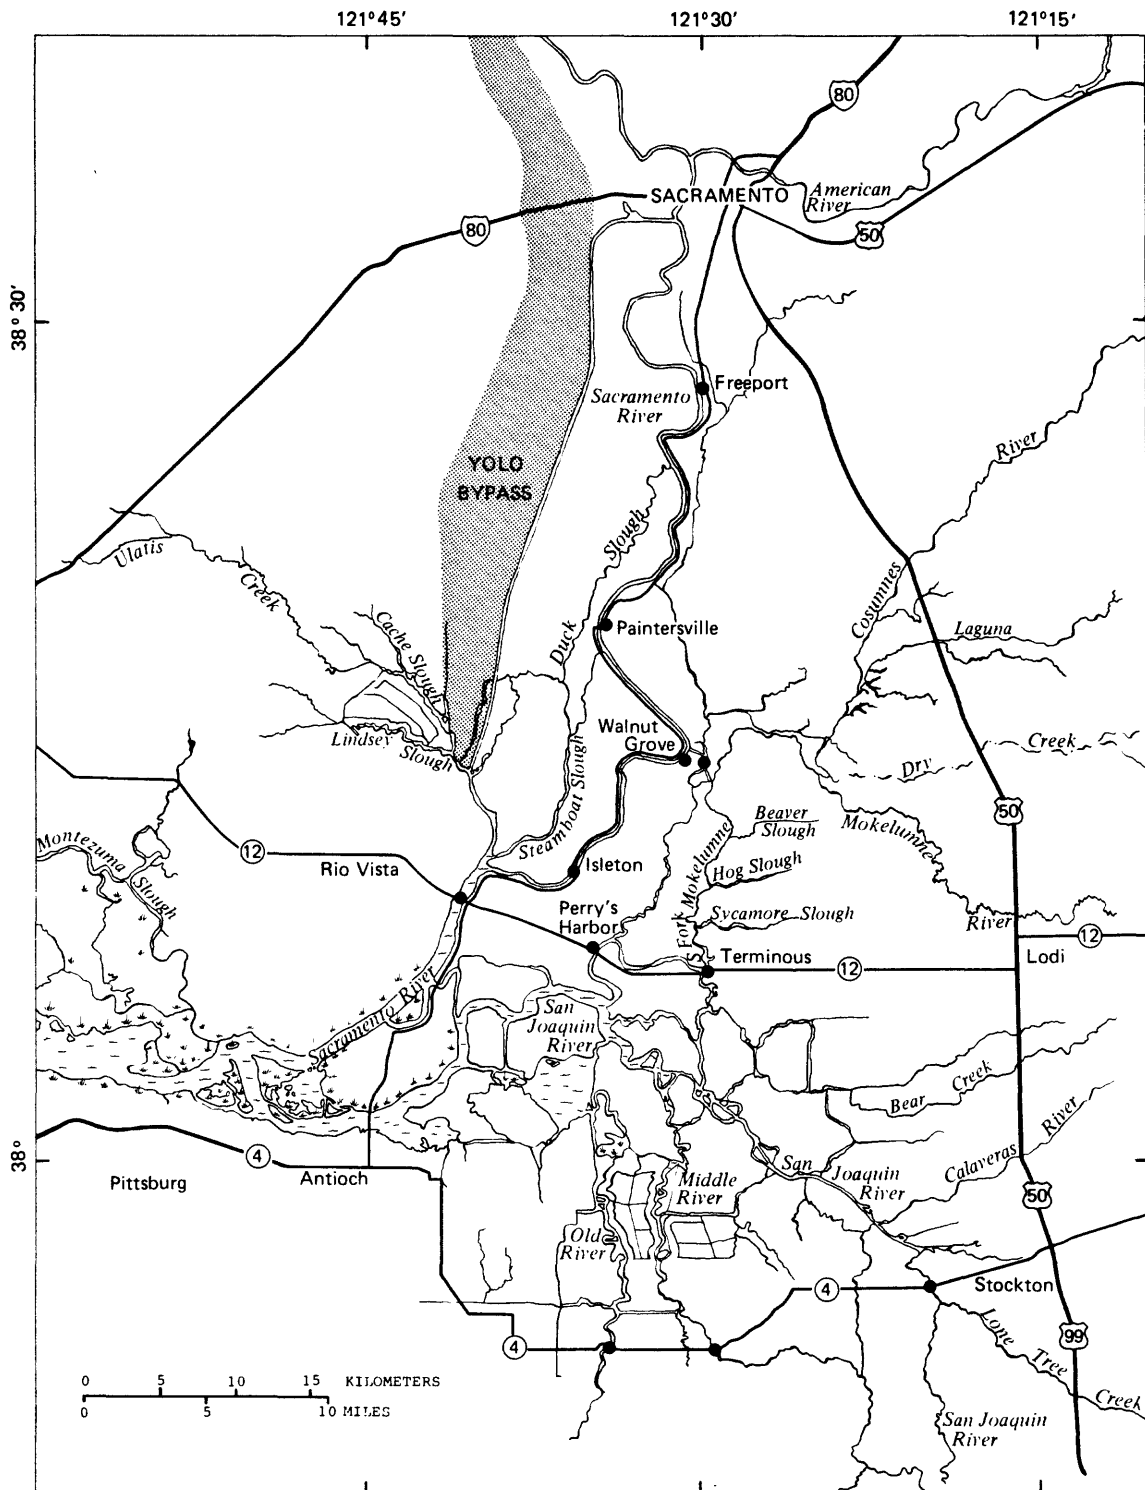 121°45'
121°30'
121°15'
80
SACRAMENTO
American
River
80
50
38°30'
Freeport
Sacramento
River
River
YOLO
BYPASS
Slough
Ulatis
Creek
Cosumnes
Cache Slough
Paintersville
Duck
Laguna
Walnut
Grove
Lindsey
Slough
Creek
Dry
Steamboat Slough
50
Beaver
Slough
Mokelumne
Montezuma
Slough
12
Rio Vista
Isleton
Hog Slough
S Fork Mokelumne
Perry's
Harbor
Sycamore Slough
River
12
Lodi
Terminous
12
Sacramento River
San
Joaquin
River
Creek
Bear
River
Calaveras
38°
4
Pittsburg
Antioch
San
Joaquin
River
Middle
River
50
Old
River
Stockton
4
Lone
Tree
Creek
99
4
0 5 10 15 KILOMETERS
0 5 10 MILES
San Joaquin
River